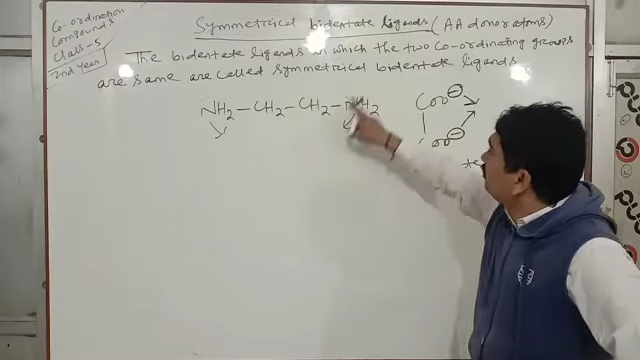 Co-ordination
Compounds
Class-5
2nd Year
Symmetrical bidentate ligands (AA donor atoms)
The bidentate ligands in which the two co-ordinating groups
are same are called symmetrical bidentate ligands
NH2 - CH2 - CH2 - NH2
Coo⊖
oo⊖